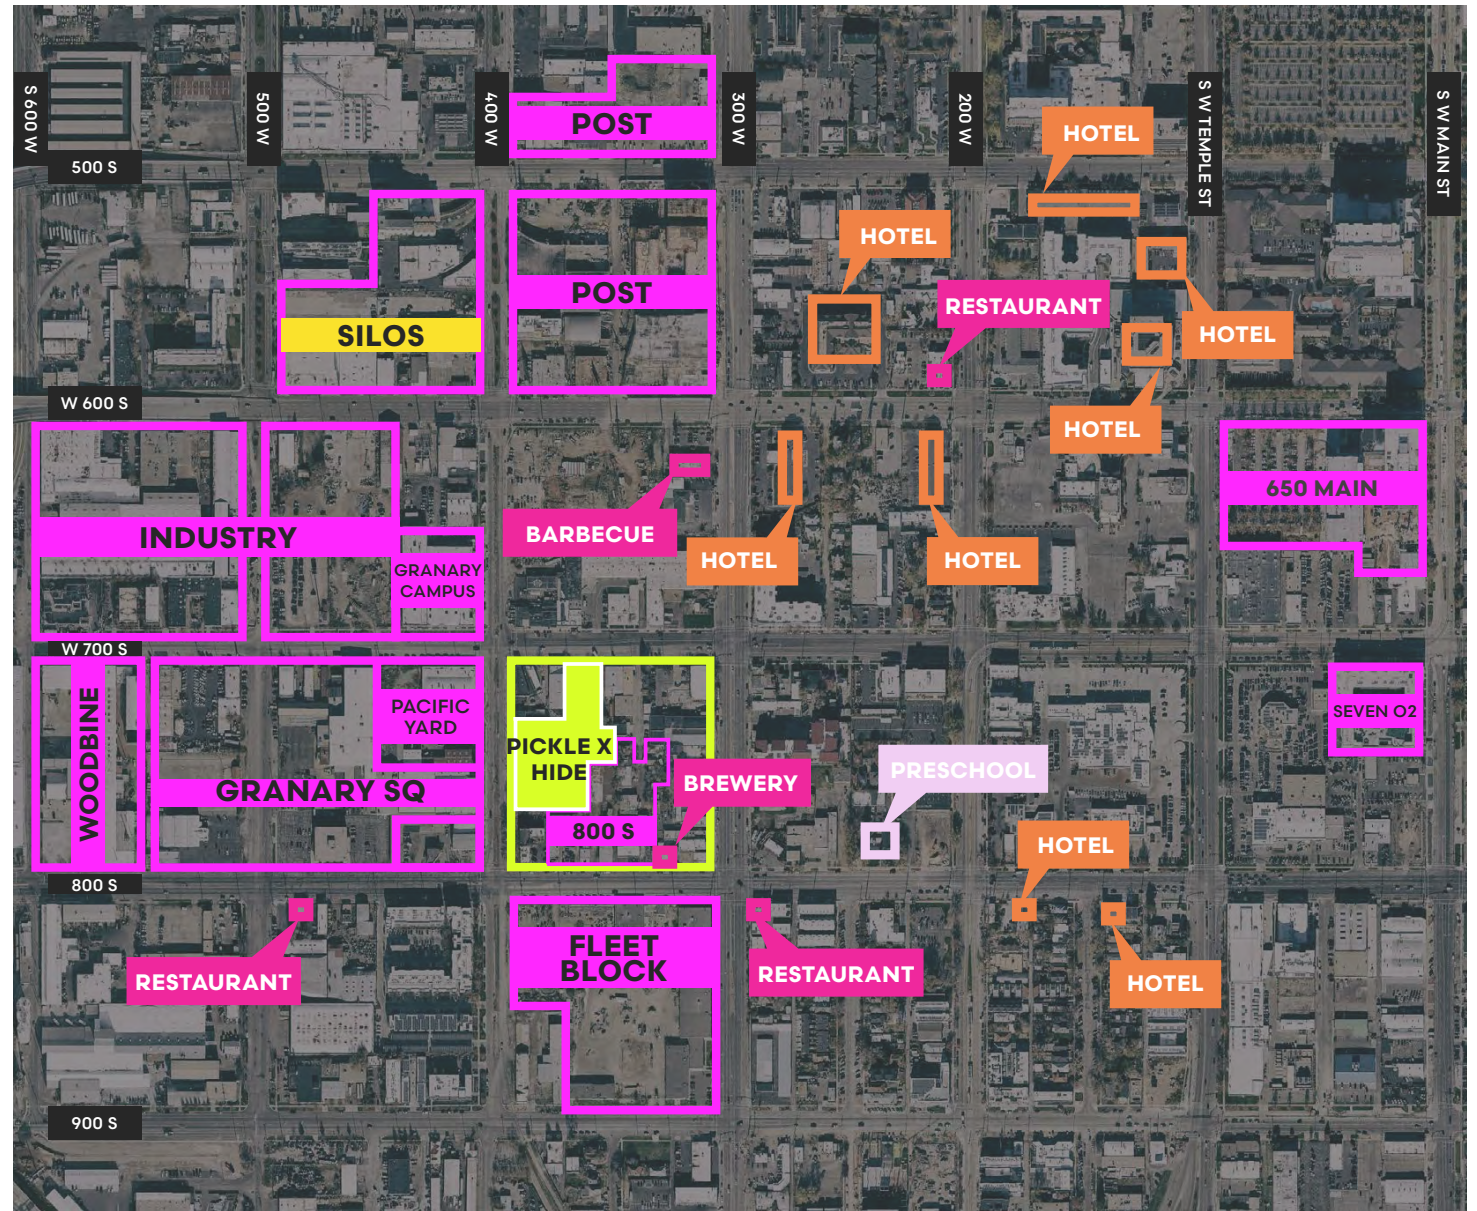 S 600 W
500 W
400 W
300 W
200 W
S W TEMPLE ST
S W MAIN ST
POST
HOTEL
500 S
HOTEL
POST
RESTAURANT
SILOS
HOTEL
W 600 S
HOTEL
650 MAIN
BARBECUE
INDUSTRY
HOTEL
HOTEL
GRANARY
CAMPUS
W 700 S
WOODBINE
PACIFIC
YARD
SEVEN O2
PICKLE X
HIDE
PRESCHOOL
BREWERY
GRANARY SQ
800 S
HOTEL
800 S
FLEET
BLOCK
RESTAURANT
RESTAURANT
HOTEL
900 S